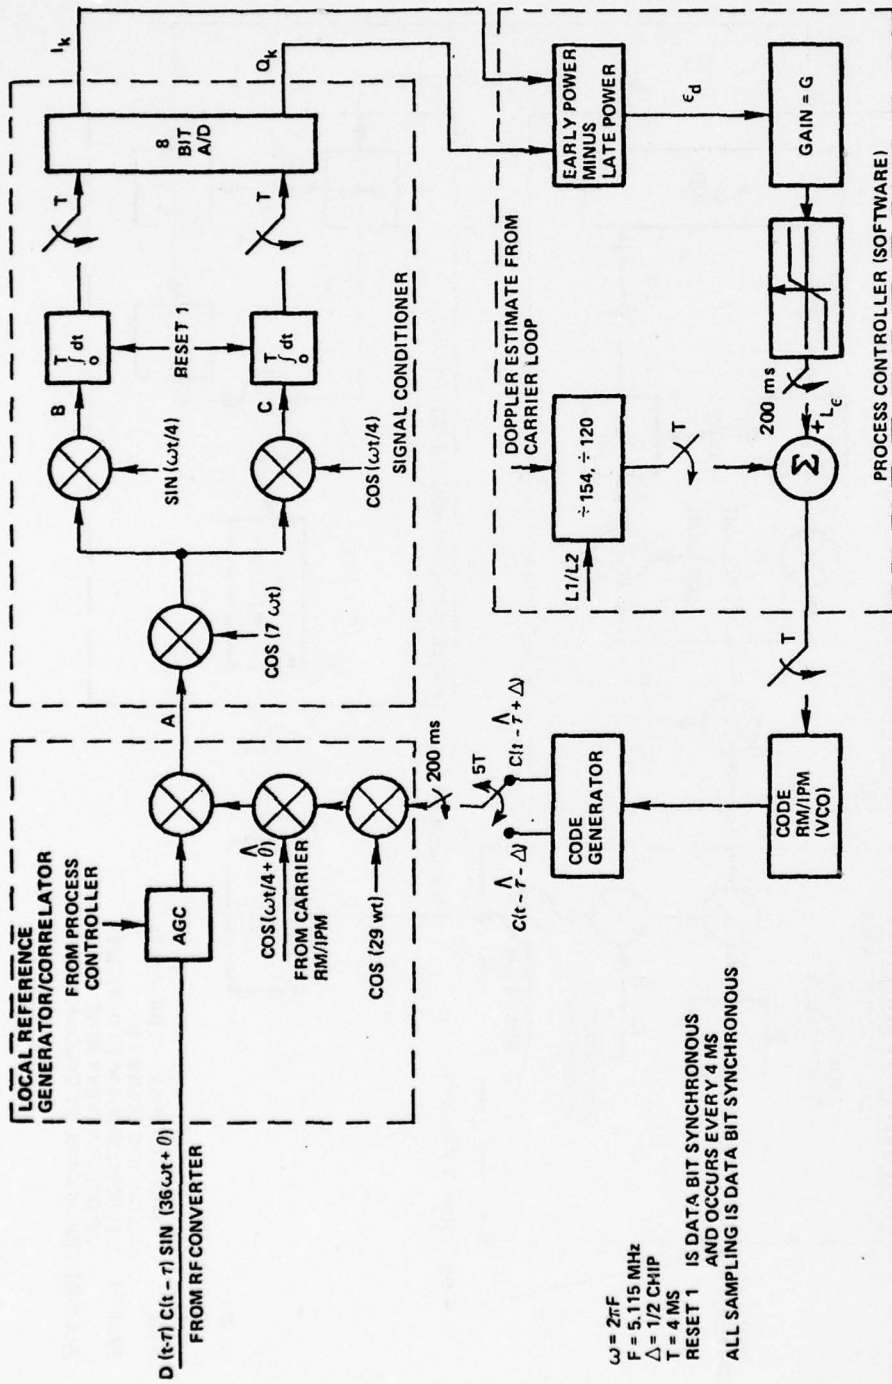 LOCAL REFERENCE
GENERATOR/CORRELATOR
FROM PROCESS
CONTROLLER
AGC
D (t-τ) C(t − τ) SIN (36ωt+ θ)
FROM RF CONVERTER
COS(ωt/4+ θ̂)
FROM CARRIER
RM/IPM
COS (29 wt)
200 ms
5T
C(t - τ̂ - Δ)
C(t - τ̂ + Δ)
CODE
GENERATOR
CODE
RM/IPM
(VCO)
A
COS (7 ωt)
B
C
SIN (ωt/4)
COS (ωt/4)
∫₀ᵀ dt
∫₀ᵀ dt
RESET 1
T
T
8
BIT
A/D
SIGNAL CONDITIONER
I_k
Q_k
DOPPLER ESTIMATE FROM
CARRIER LOOP
L1/L2
÷154, ÷120
T
EARLY POWER
MINUS
LATE POWER
ϵ_d
GAIN = G
200 ms
+L_ϵ
Σ
T
PROCESS CONTROLLER (SOFTWARE)
ω = 2πF
F = 5.115 MHz
Δ = 1/2 CHIP
T = 4 MS
RESET 1 IS DATA BIT SYNCHRONOUS
AND OCCURS EVERY 4 MS
ALL SAMPLING IS DATA BIT SYNCHRONOUS